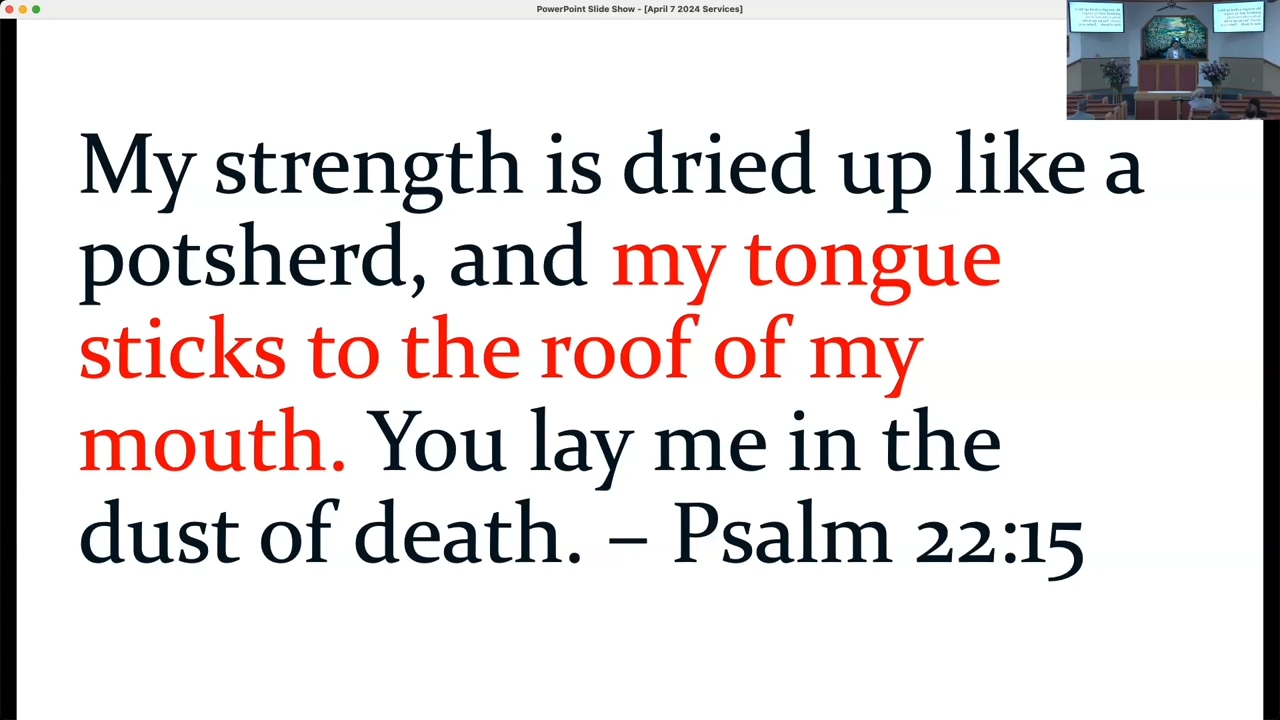 PowerPoint Slide Show - [April 7 2024 Services]
My strength is dried up like a
potsherd, and my tongue
sticks to the roof of my
mouth. You lay me in the
dust of death. – Psalm 22:15